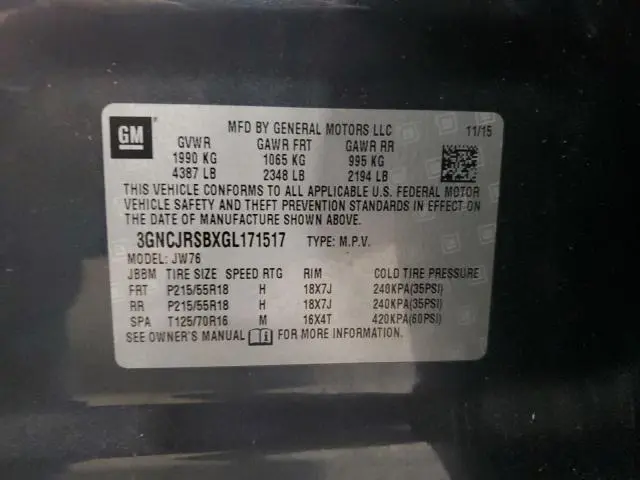 GM
MFD BY GENERAL MOTORS LLC 11/15
GVWR GAWR FRT GAWR RR
1990 KG 1065 KG 995 KG
4387 LB 2348 LB 2194 LB
THIS VEHICLE CONFORMS TO ALL APPLICABLE U.S. FEDERAL MOTOR
VEHICLE SAFETY AND THEFT PREVENTION STANDARDS IN EFFECT ON
THE DATE OF MANUFACTURE SHOWN ABOVE.
3GNCJRSBXGL171517 TYPE: M.P.V.
MODEL: JW76
JBBM TIRE SIZE SPEED RTG RIM COLD TIRE PRESSURE
FRT P215/55R18 H 18X7J 240KPA(35PSI)
RR P215/55R18 H 18X7J 240KPA(35PSI)
SPA T125/70R16 M 16X4T 420KPA(60PSI)
SEE OWNER'S MANUAL FOR MORE INFORMATION.